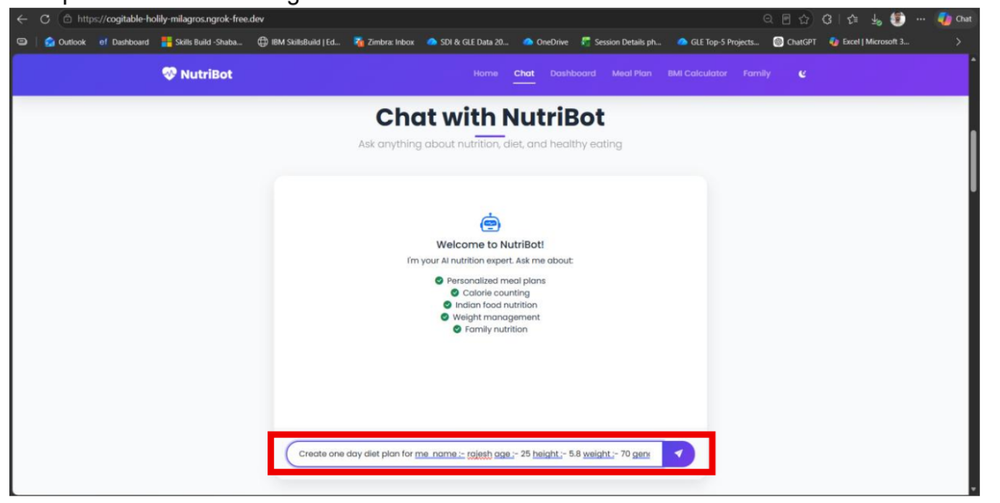 https://cogitable-holily-milagros.ngrok-free.dev
Chat
Outlook
ef Dashboard
Skills Build -Shaba...
IBM SkillsBuild | Ed...
Zimbra: Inbox
SDI & GLE Data 20...
OneDrive
Session Details ph...
GLE Top-5 Projects...
ChatGPT
Excel | Microsoft 3...
NutriBot
Home
Chat
Dashboard
Meal Plan
BMI Calculator
Family
Chat with NutriBot
Ask anything about nutrition, diet, and healthy eating
Welcome to NutriBot!
I'm your AI nutrition expert. Ask me about:
Personalized meal plans
Calorie counting
Indian food nutrition
Weight management
Family nutrition
Create one day diet plan for me name :- rajesh age :- 25 height :- 5.8 weight :- 70